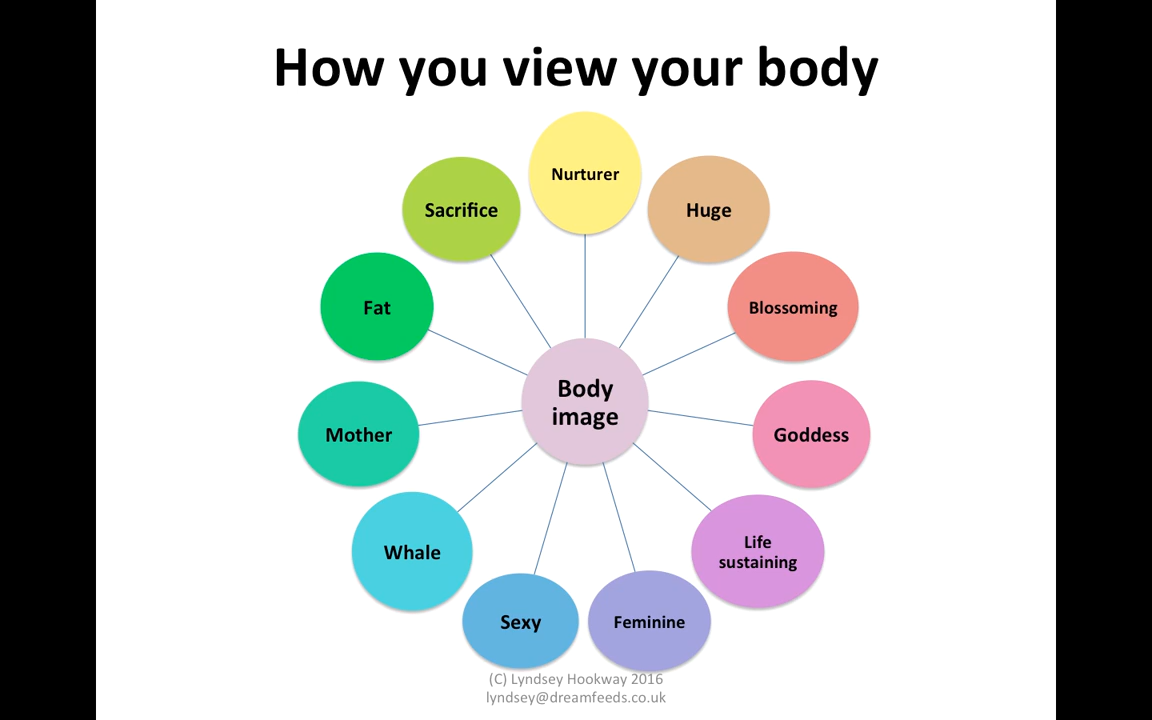 How you view your body
Nurturer
Huge
Blossoming
Goddess
Life
sustaining
Feminine
Sexy
Whale
Mother
Fat
Sacrifice
Body
image
(C) Lyndsey Hookway 2016
lyndsey@dreamfeeds.co.uk